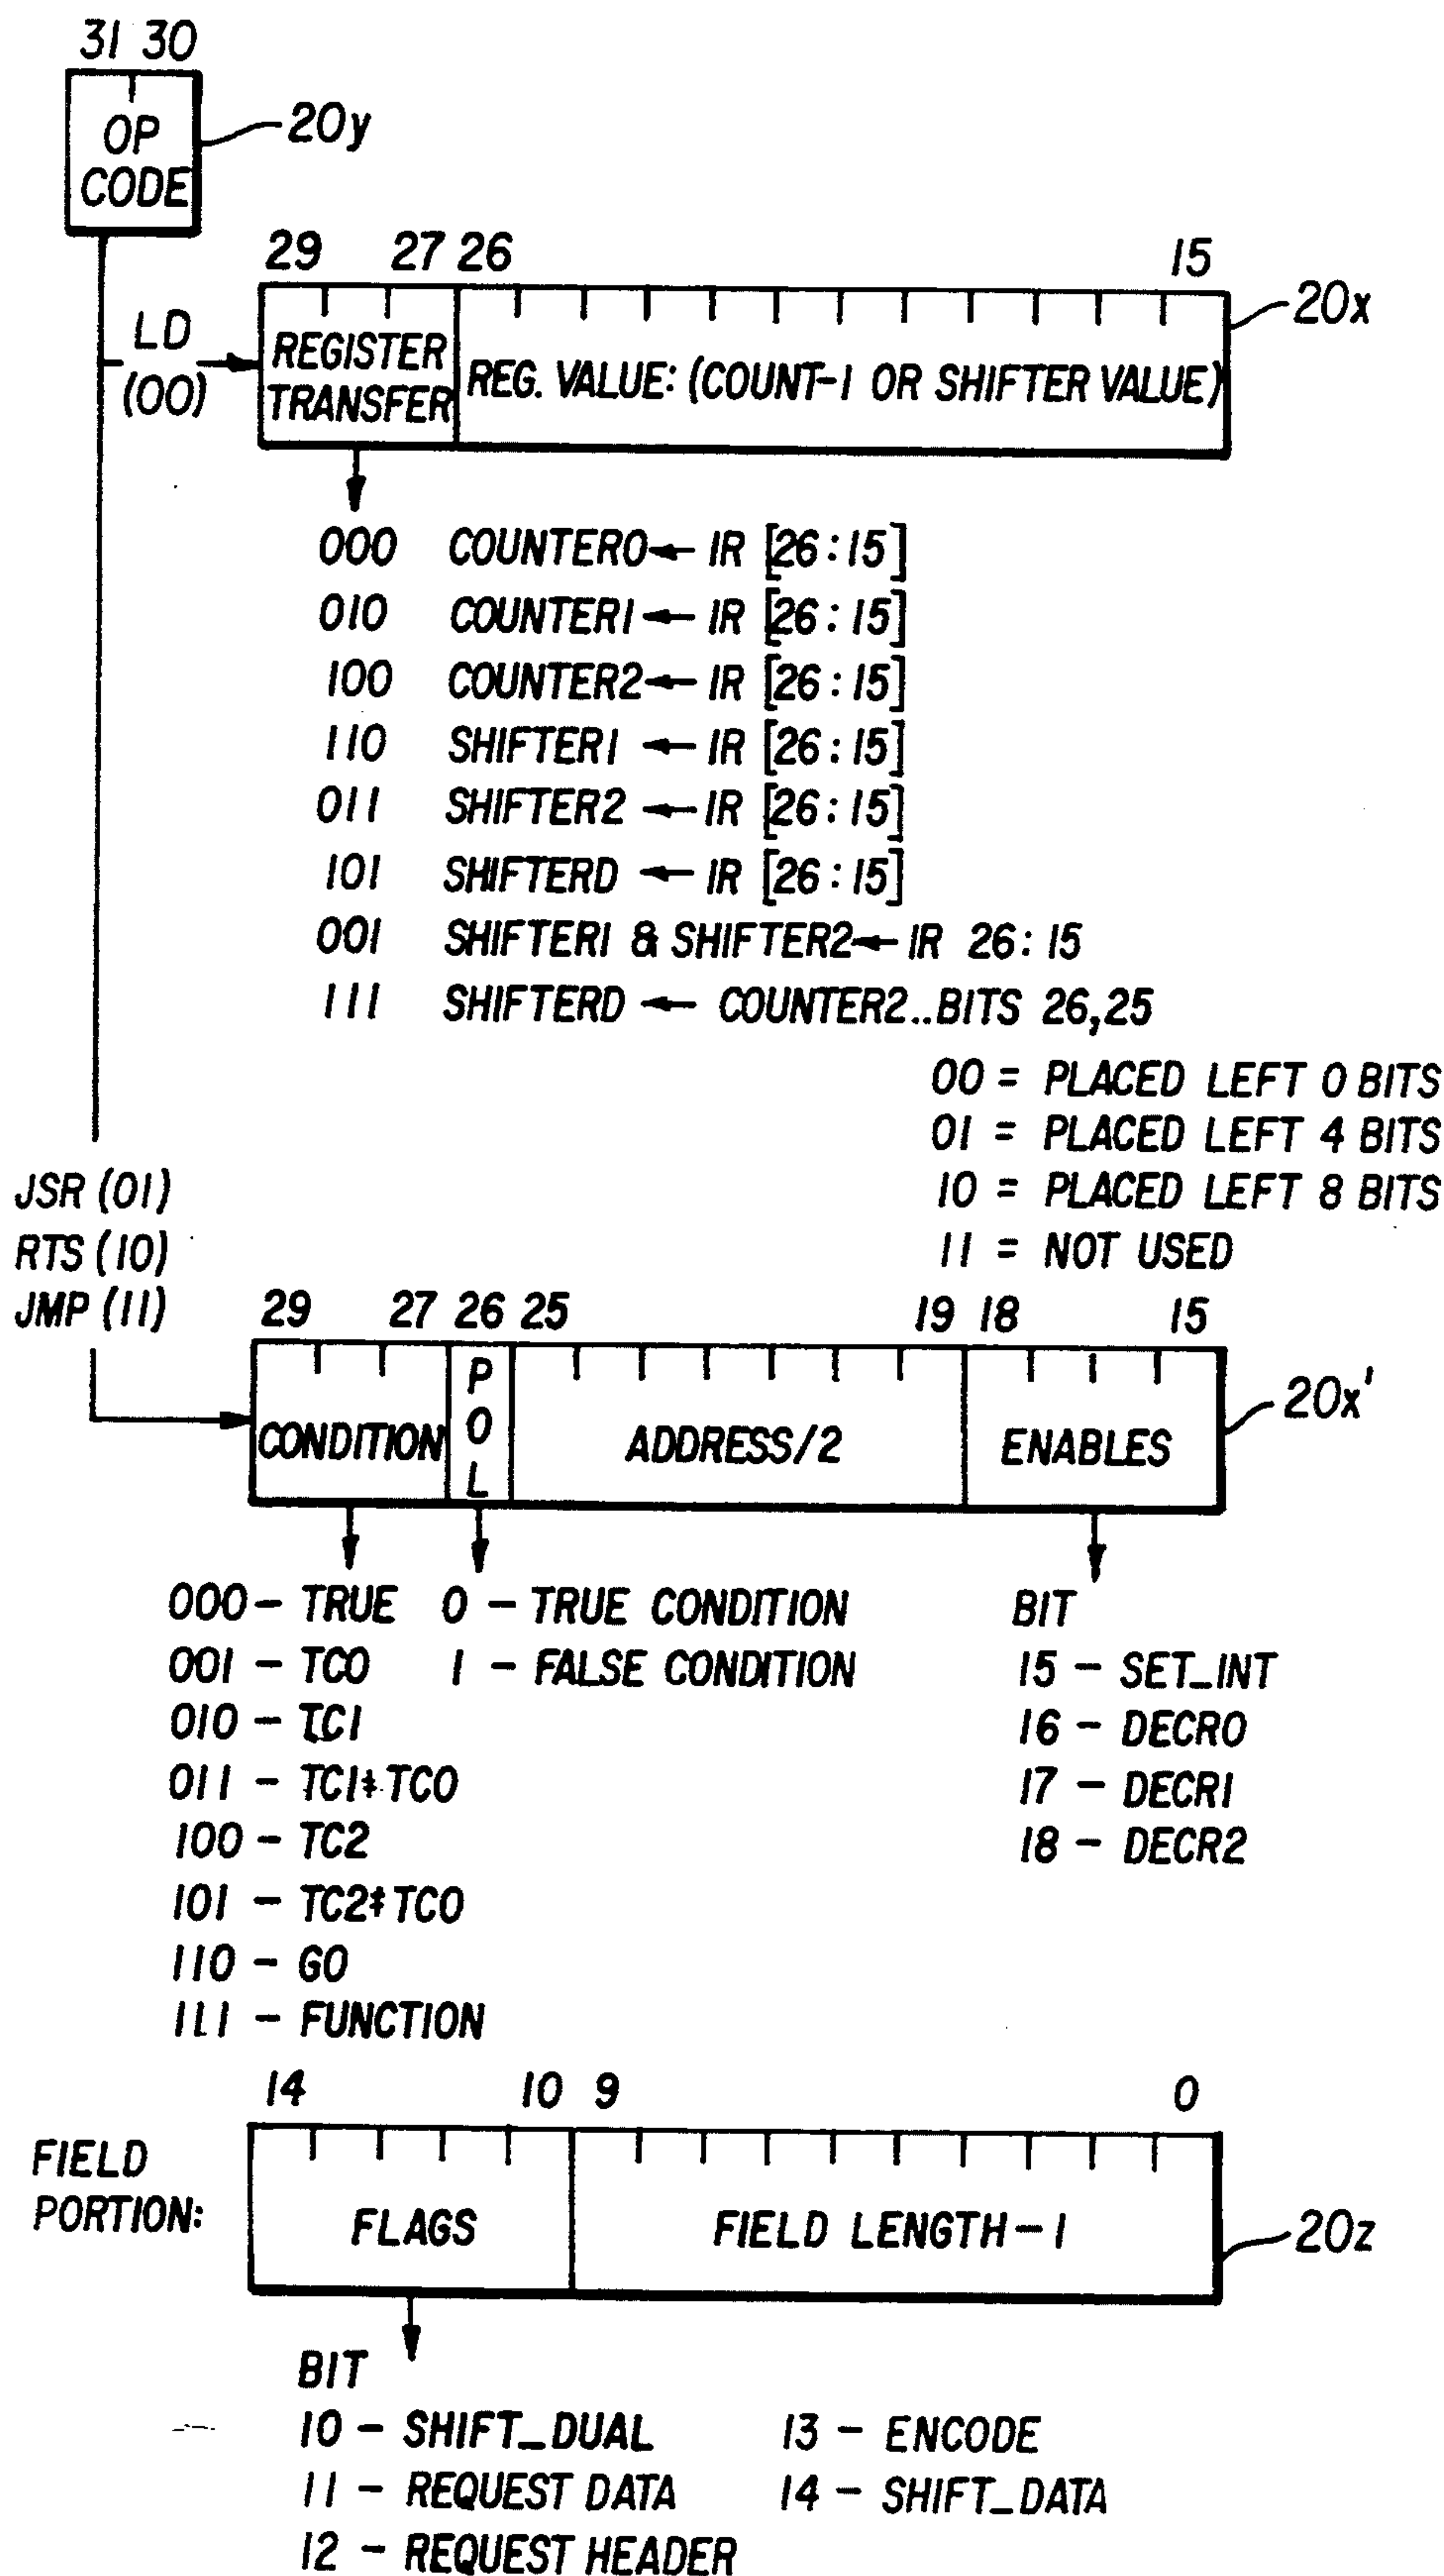 31 30
OP
CODE
20y
29 27 26 15
LD
(00)
REGISTER
TRANSFER
REG. VALUE: (COUNT-1 OR SHIFTER VALUE)
20x
000 COUNTER0← IR [26:15]
010 COUNTER1← IR [26:15]
100 COUNTER2← IR [26:15]
110 SHIFTER1 ← IR [26:15]
011 SHIFTER2 ← IR [26:15]
101 SHIFTERD ← IR [26:15]
001 SHIFTER1 & SHIFTER2← IR 26:15
111 SHIFTERD ← COUNTER2..BITS 26,25
00 = PLACED LEFT 0 BITS
01 = PLACED LEFT 4 BITS
10 = PLACED LEFT 8 BITS
11 = NOT USED
JSR (01)
RTS (10)
JMP (11)
29 27 26 25 19 18 15
CONDITION
POL
ADDRESS/2
ENABLES
20x'
000 - TRUE
001 - TC0
010 - TC1
011 - TC1*TC0
100 - TC2
101 - TC2*TC0
110 - GO
111 - FUNCTION
0 - TRUE CONDITION
1 - FALSE CONDITION
BIT
15 - SET_INT
16 - DECR0
17 - DECR1
18 - DECR2
14 10 9 0
FIELD
PORTION:
FLAGS
FIELD LENGTH-1
20z
BIT
10 - SHIFT_DUAL
11 - REQUEST DATA
12 - REQUEST HEADER
13 - ENCODE
14 - SHIFT_DATA